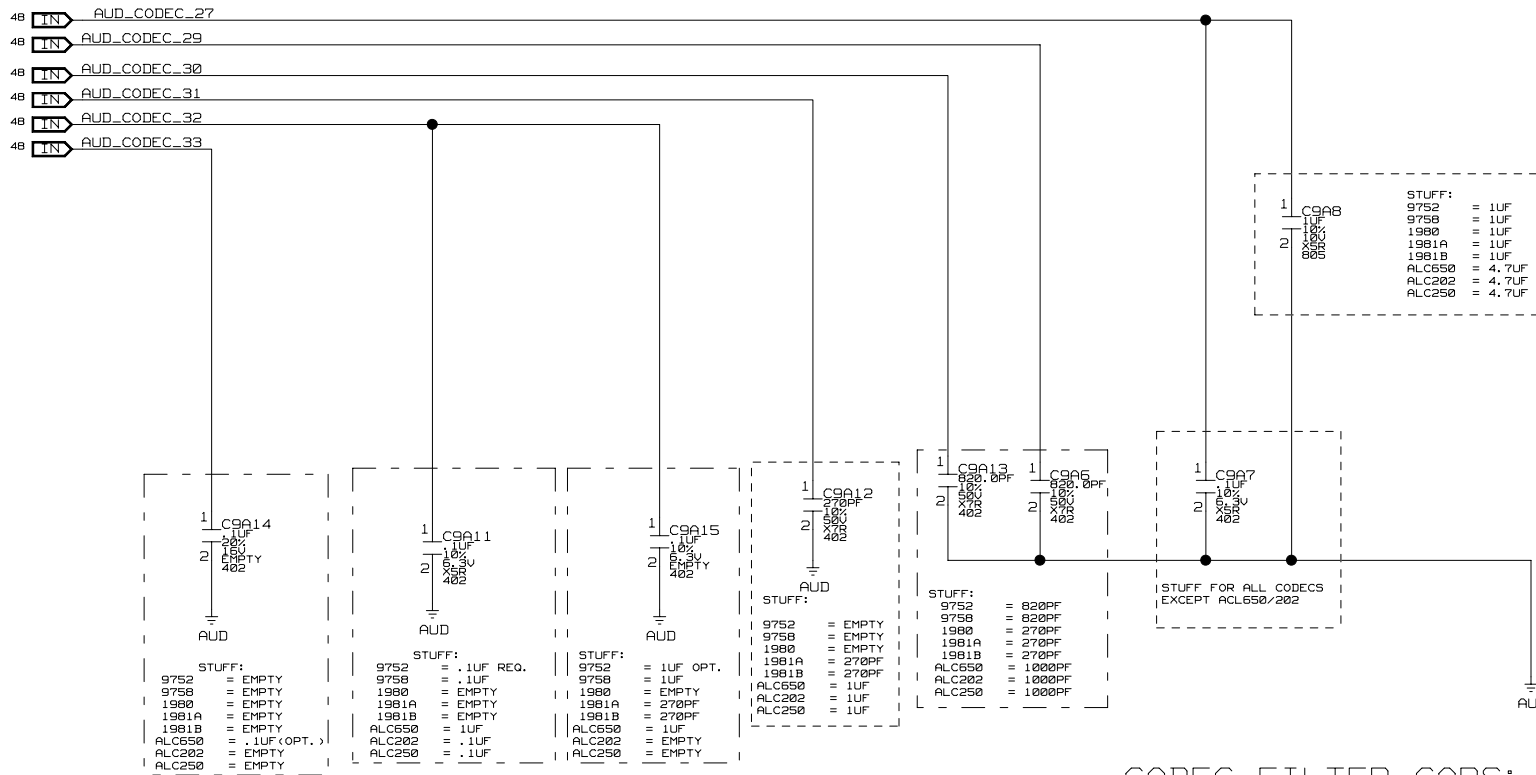 48 IN AUD_CODEC_27
48 IN AUD_CODEC_29
48 IN AUD_CODEC_30
48 IN AUD_CODEC_31
48 IN AUD_CODEC_32
48 IN AUD_CODEC_33
1
C9A8
1UF
10%
10V
X5R
805
2
STUFF:
9752 = 1UF
9758 = 1UF
1980 = 1UF
1981A = 1UF
1981B = 1UF
ALC650 = 4.7UF
ALC202 = 4.7UF
ALC250 = 4.7UF
1
C9A14
.1UF
20%
16V
EMPTY
402
2
AUD
STUFF:
9752 = EMPTY
9758 = EMPTY
1980 = EMPTY
1981A = EMPTY
1981B = EMPTY
ALC650 = .1UF(OPT.)
ALC202 = EMPTY
ALC250 = EMPTY
1
C9A11
.1UF
10%
6.3V
X5R
402
2
AUD
STUFF:
9752 = .1UF REQ.
9758 = .1UF
1980 = EMPTY
1981A = EMPTY
1981B = EMPTY
ALC650 = 1UF
ALC202 = .1UF
ALC250 = .1UF
1
C9A15
.1UF
10%
6.3V
EMPTY
402
2
AUD
STUFF:
9752 = 1UF OPT.
9758 = 1UF
1980 = EMPTY
1981A = 270PF
1981B = 270PF
ALC650 = 1UF
ALC202 = EMPTY
ALC250 = EMPTY
1
C9A12
270PF
10%
50V
X7R
402
2
AUD
STUFF:
9752 = EMPTY
9758 = EMPTY
1980 = EMPTY
1981A = 270PF
1981B = 270PF
ALC650 = 1UF
ALC202 = 1UF
ALC250 = 1UF
1
C9A13
820.0PF
10%
50V
X7R
402
2
1
C9A6
820.0PF
10%
50V
X7R
402
2
STUFF:
9752 = 820PF
9758 = 820PF
1980 = 270PF
1981A = 270PF
1981B = 270PF
ALC650 = 1000PF
ALC202 = 1000PF
ALC250 = 1000PF
1
C9A7
.1UF
10%
6.3V
X5R
402
2
STUFF FOR ALL CODECS
EXCEPT ACL650/202
AU
CODEC FILTER CAPS: